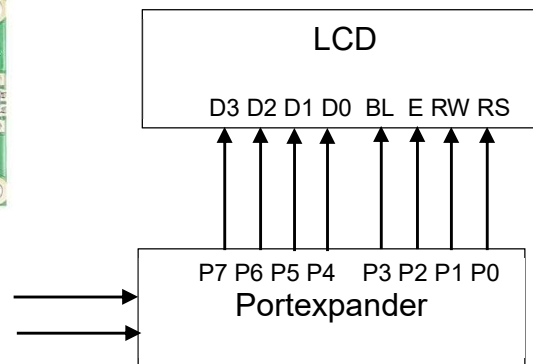 LCD
D3 D2 D1 D0 BL E RW RS
P7 P6 P5 P4 P3 P2 P1 P0
Portexpander